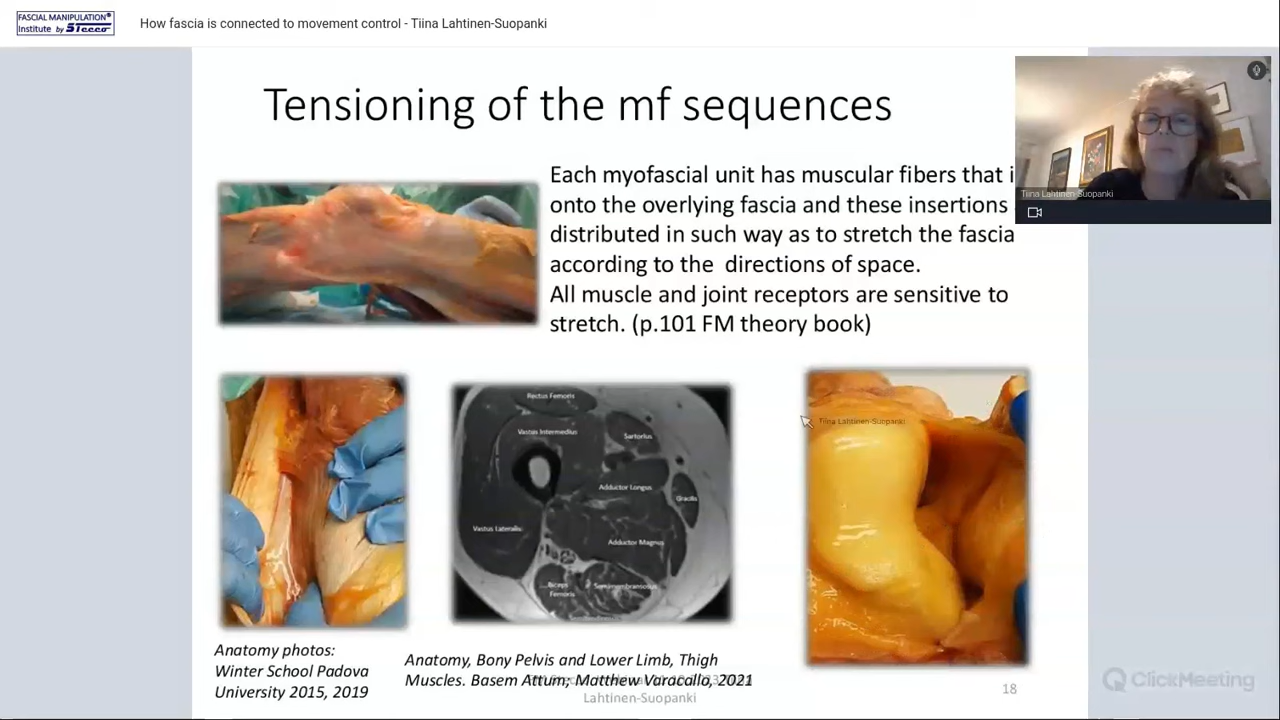 FASCIAL MANIPULATION®
Institute by Stecco
How fascia is connected to movement control - Tiina Lahtinen-Suopanki
Tensioning of the mf sequences
Each myofascial unit has muscular fibers that i
onto the overlying fascia and these insertions
distributed in such way as to stretch the fascia
according to the directions of space.
All muscle and joint receptors are sensitive to
stretch. (p.101 FM theory book)
Tiina Lahtinen-Suopanki
Rectus Femoris
Vastus Intermedius
Sartorius
Adductor Longus
Gracilis
Vastus Lateralis
Adductor Magnus
Biceps
Femoris
Semimembranosus
Tiina Lahtinen-Suopanki
Anatomy photos:
Winter School Padova
University 2015, 2019
Anatomy, Bony Pelvis and Lower Limb, Thigh
Muscles. Basem Attum; Matthew Varacallo, 2021
Lahtinen-Suopanki
18
ClickMeeting